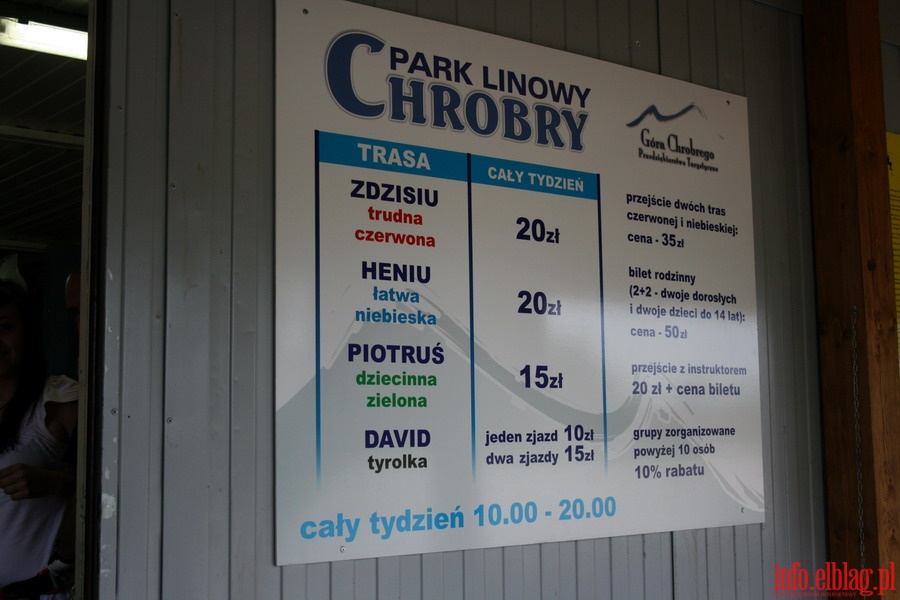 PARK LINOWY
CHROBRY
Góra Chrobrego
Przedsiębiorstwo Turystyczne
TRASA
CAŁY TYDZIEŃ
ZDZISIU
trudna
czerwona
20zł
HENIU
łatwa
niebieska
20zł
PIOTRUŚ
dziecinna
zielona
15zł
DAVID
tyrolka
jeden zjazd 10zł
dwa zjazdy 15zł
przejście dwóch tras
czerwonej i niebieskiej:
cena - 35zł
bilet rodzinny
(2+2 - dwoje dorosłych
i dwoje dzieci do 14 lat):
cena - 50zł
przejście z instruktorem
20 zł + cena biletu
grupy zorganizowane
powyżej 10 osób
10% rabatu
cały tydzień 10.00 - 20.00
info.elblag.pl